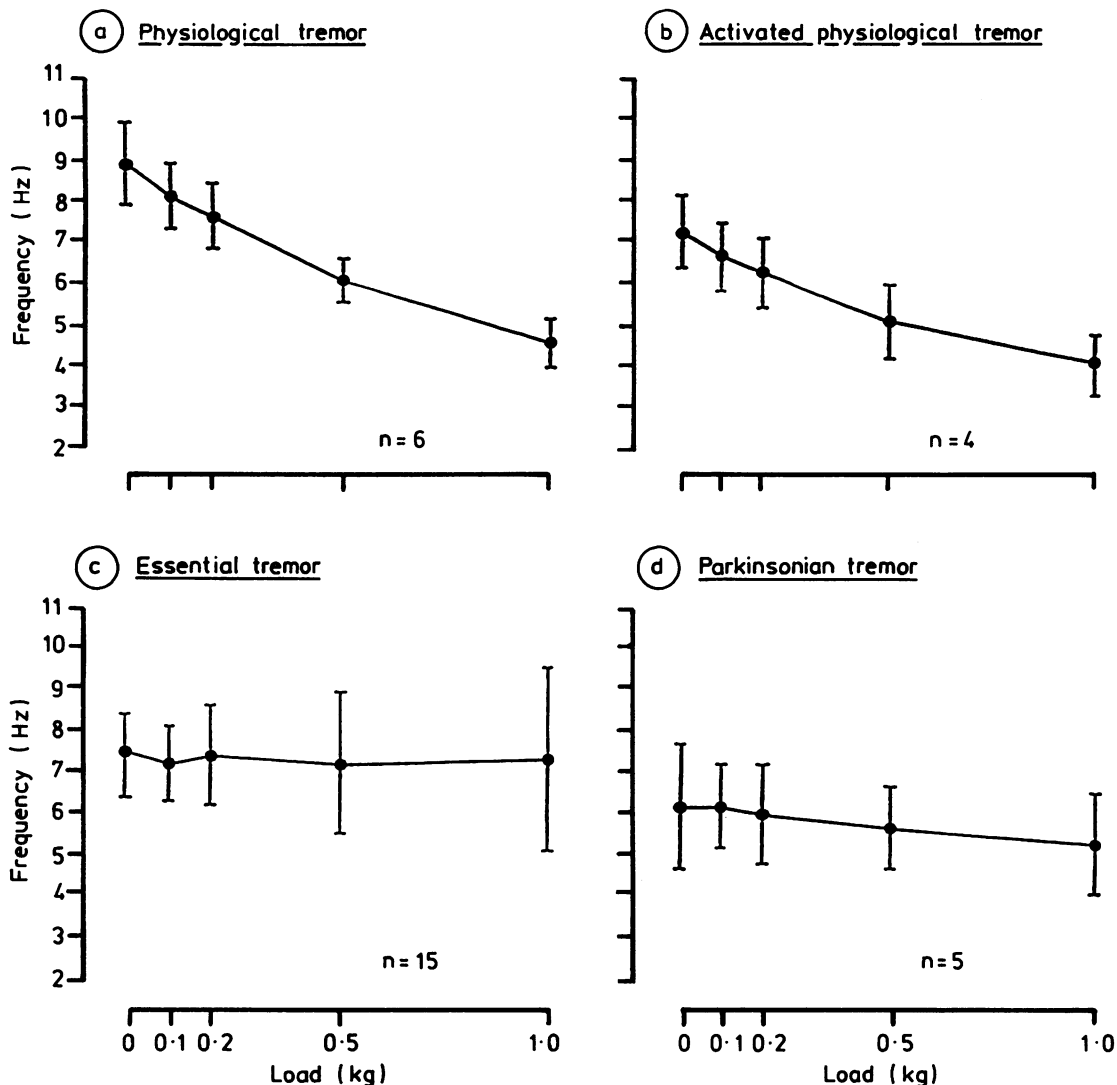 a Physiological tremor
b Activated physiological tremor
11
10
9
8
7
6
5
4
3
2
Frequency (Hz)
n=6
n=4
c Essential tremor
d Parkinsonian tremor
11
10
9
8
7
6
5
4
3
2
Frequency (Hz)
n=15
n=5
0 0·1 0·2 0·5 1·0
0 0·1 0·2 0·5 1·0
Load (kg)
Load (kg)